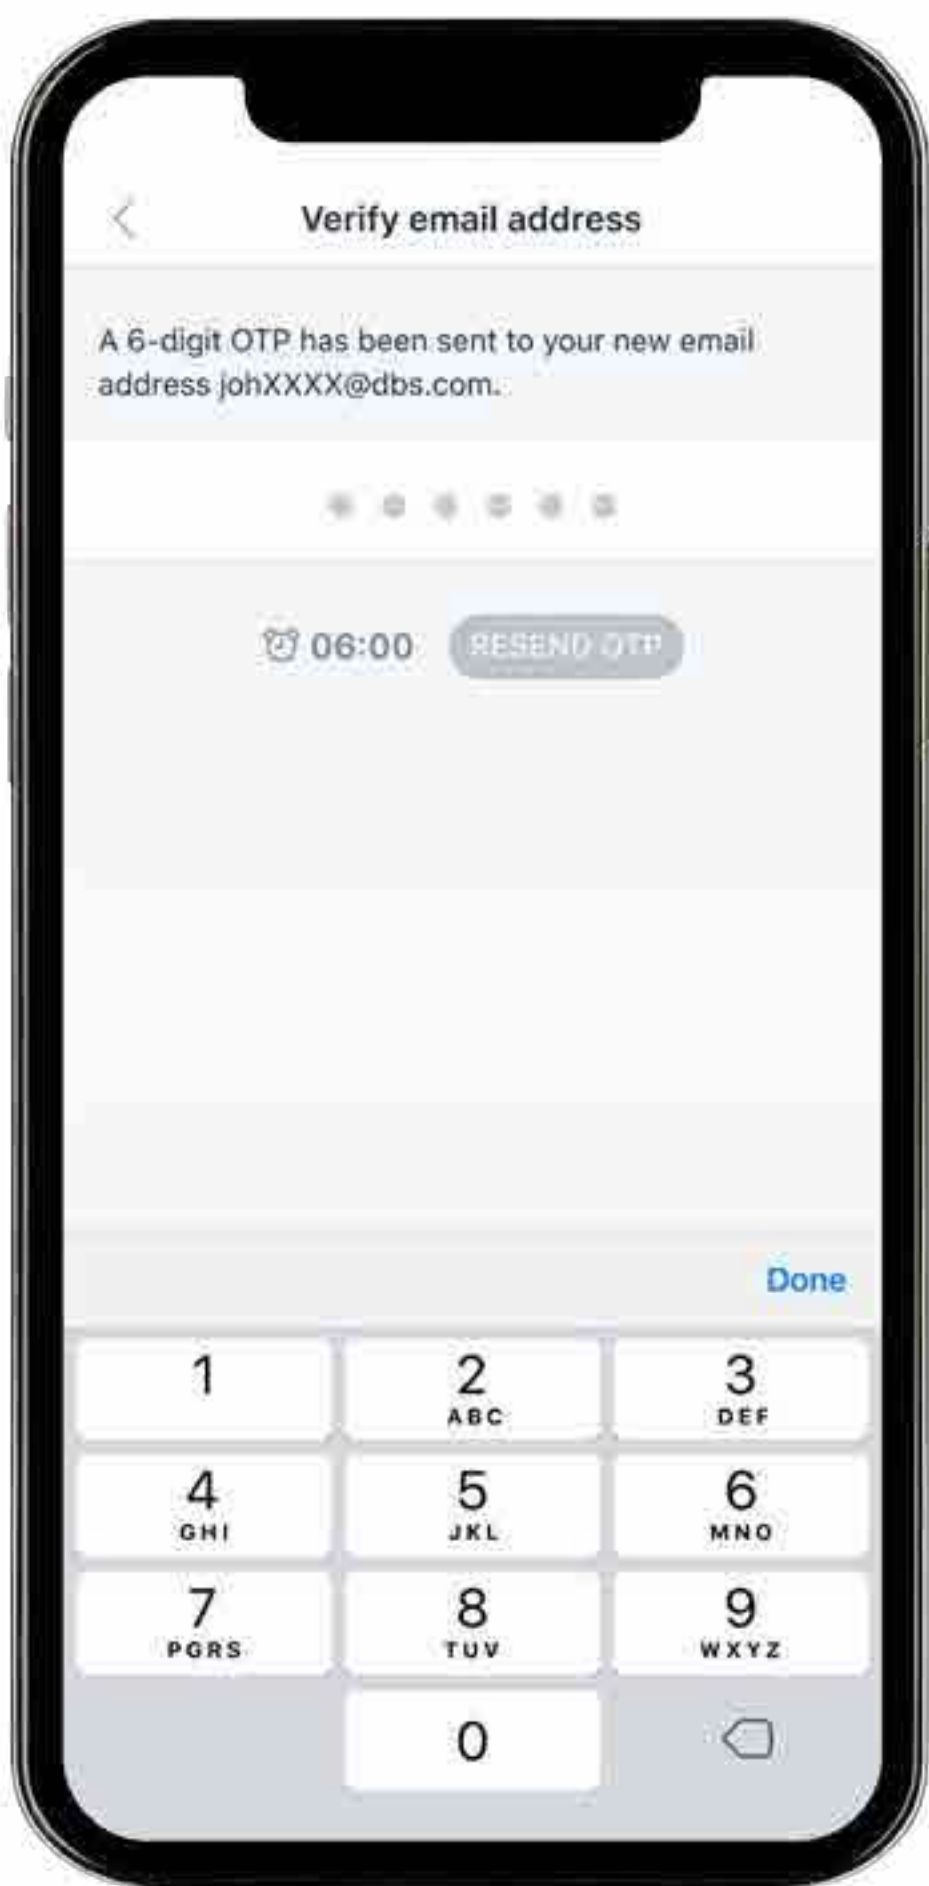 Verify email address
A 6-digit OTP has been sent to your new email
address johXXXX@dbs.com.
06:00 RESEND OTP
Done
1 2 3
ABC DEF
4 5 6
GHI JKL MNO
7 8 9
PGRS TUV WXYZ
0